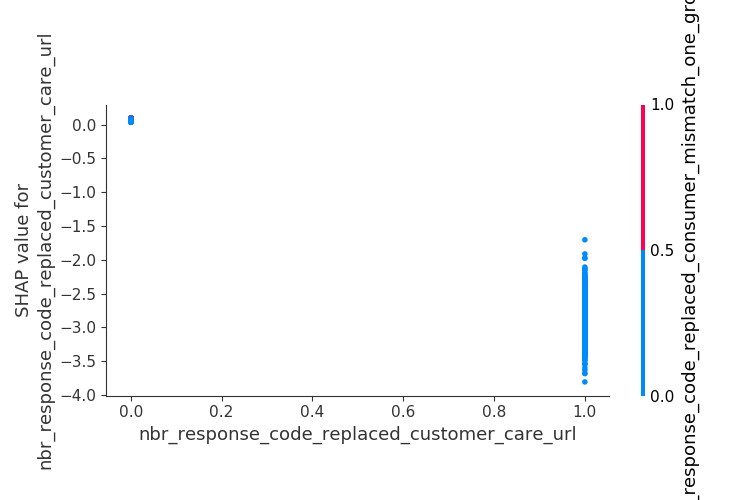 SHAP value for
nbr_response_code_replaced_customer_care_url
0.0
−0.5
−1.0
−1.5
−2.0
−2.5
−3.0
−3.5
−4.0
0.0 0.2 0.4 0.6 0.8 1.0
nbr_response_code_replaced_customer_care_url
1.0
0.5
0.0
_response_code_replaced_consumer_mismatch_one_gro